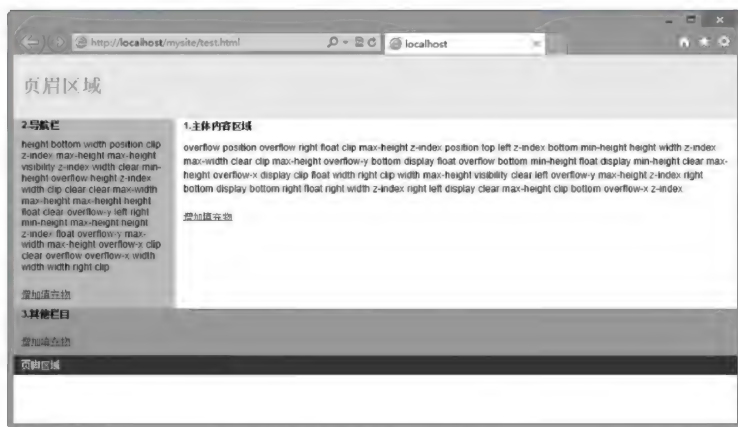 http://localhost/mysite/test.html
localhost
页眉区域
2.导航栏
height bottom width position clip
z-index max-height max-height
visibility z-index width clear min-
height overflow height z-index
width clip clear clear max-width
max-height max-height height
float clear overflow-y left right
min-height max-height height
z-index float overflow-y max-
width max-height overflow-x clip
clear overflow overflow-x width
width width right clip
增加填充物
1.主体内容区域
overflow position overflow right float clip max-height z-index position top left z-index bottom min-height height width z-index
max-width clear clip max-height overflow-y bottom display float overflow bottom min-height float display min-height clear max-
height overflow-x display clip float width right clip width max-height visibility clear left overflow-y max-height z-index right
bottom display bottom right float right width z-index right left display clear max-height clip bottom overflow-x z-index
增加填充物
3.其他栏目
增加填充物
页脚区域